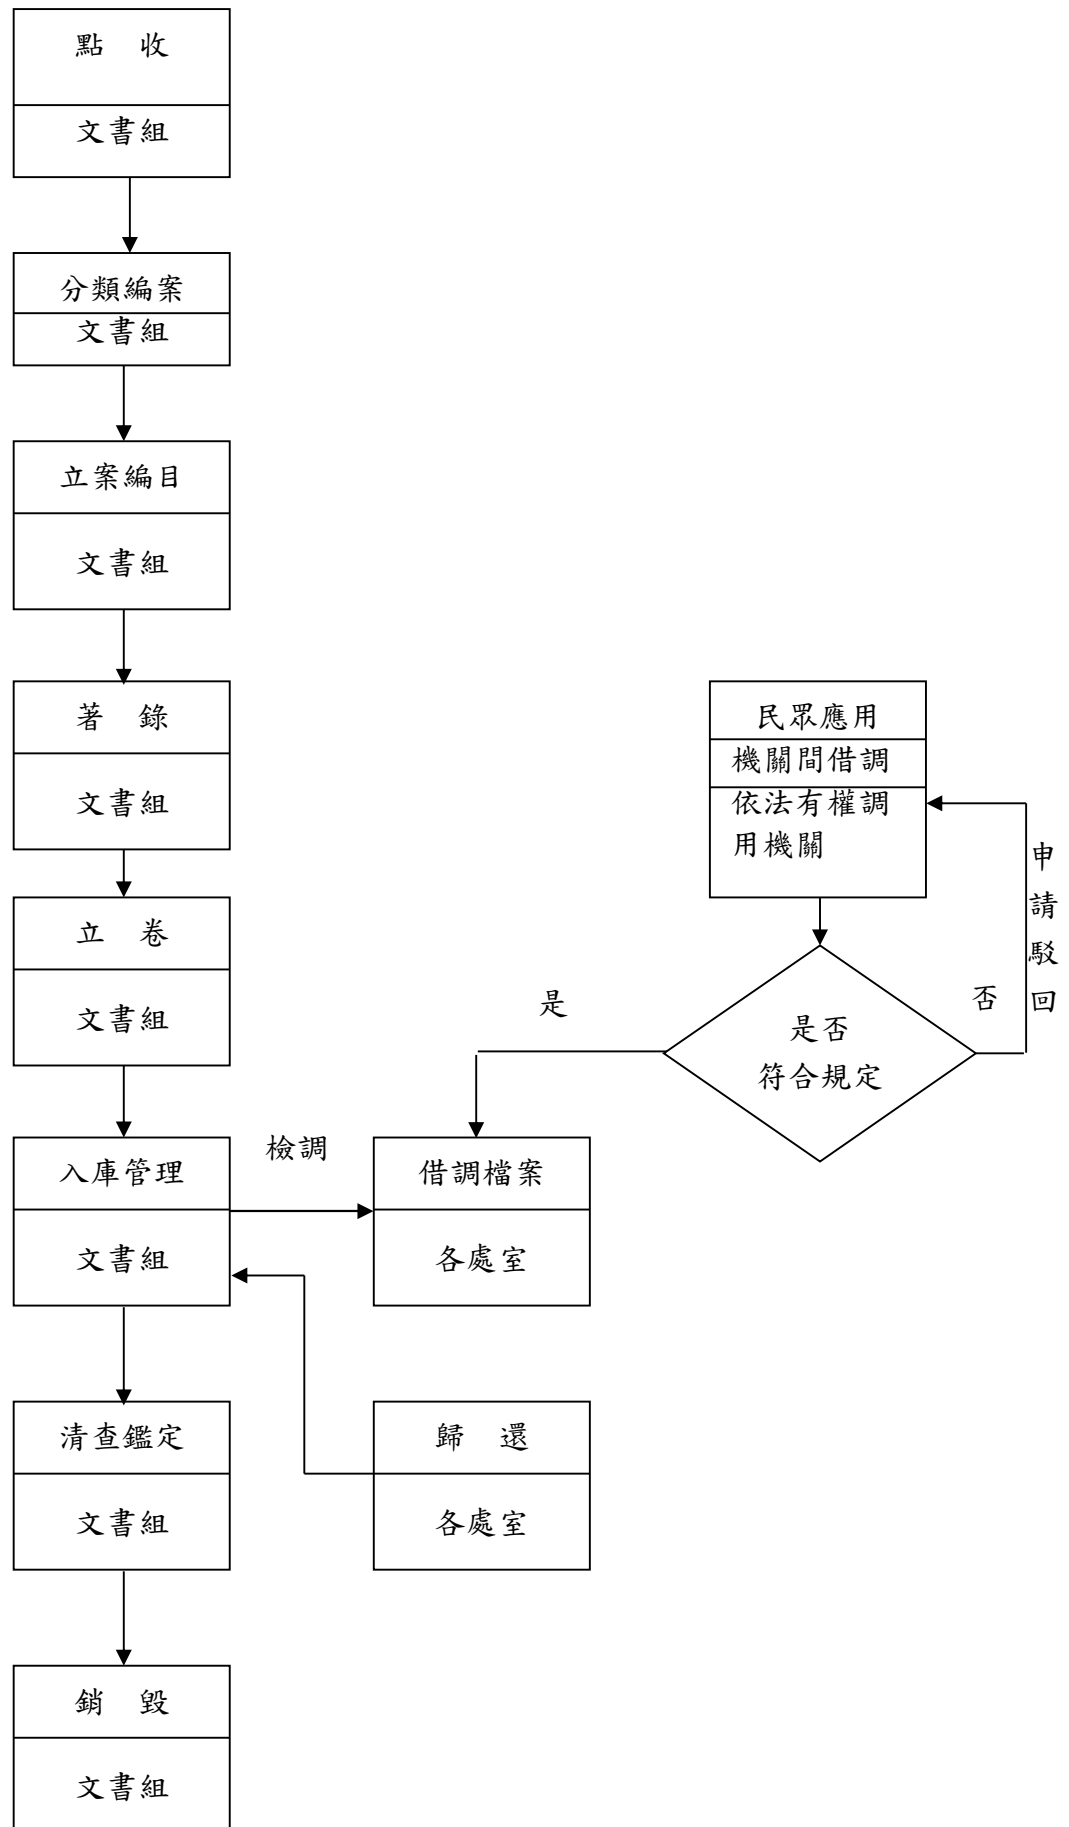 點　收
文書組
分類編案
文書組
立案編目
文書組
著　錄
文書組
立　卷
文書組
入庫管理
文書組
清查鑑定
文書組
銷　毀
文書組
檢調
借調檔案
各處室
歸　還
各處室
民眾應用
機關間借調
依法有權調
用機關
是否
符合規定
是
否
申請駁回